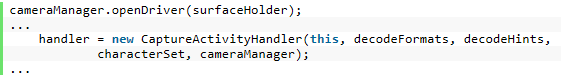 cameraManager.openDriver(surfaceHolder);
...
    handler = new CaptureActivityHandler(this, decodeFormats, decodeHints,
            characterSet, cameraManager);
...